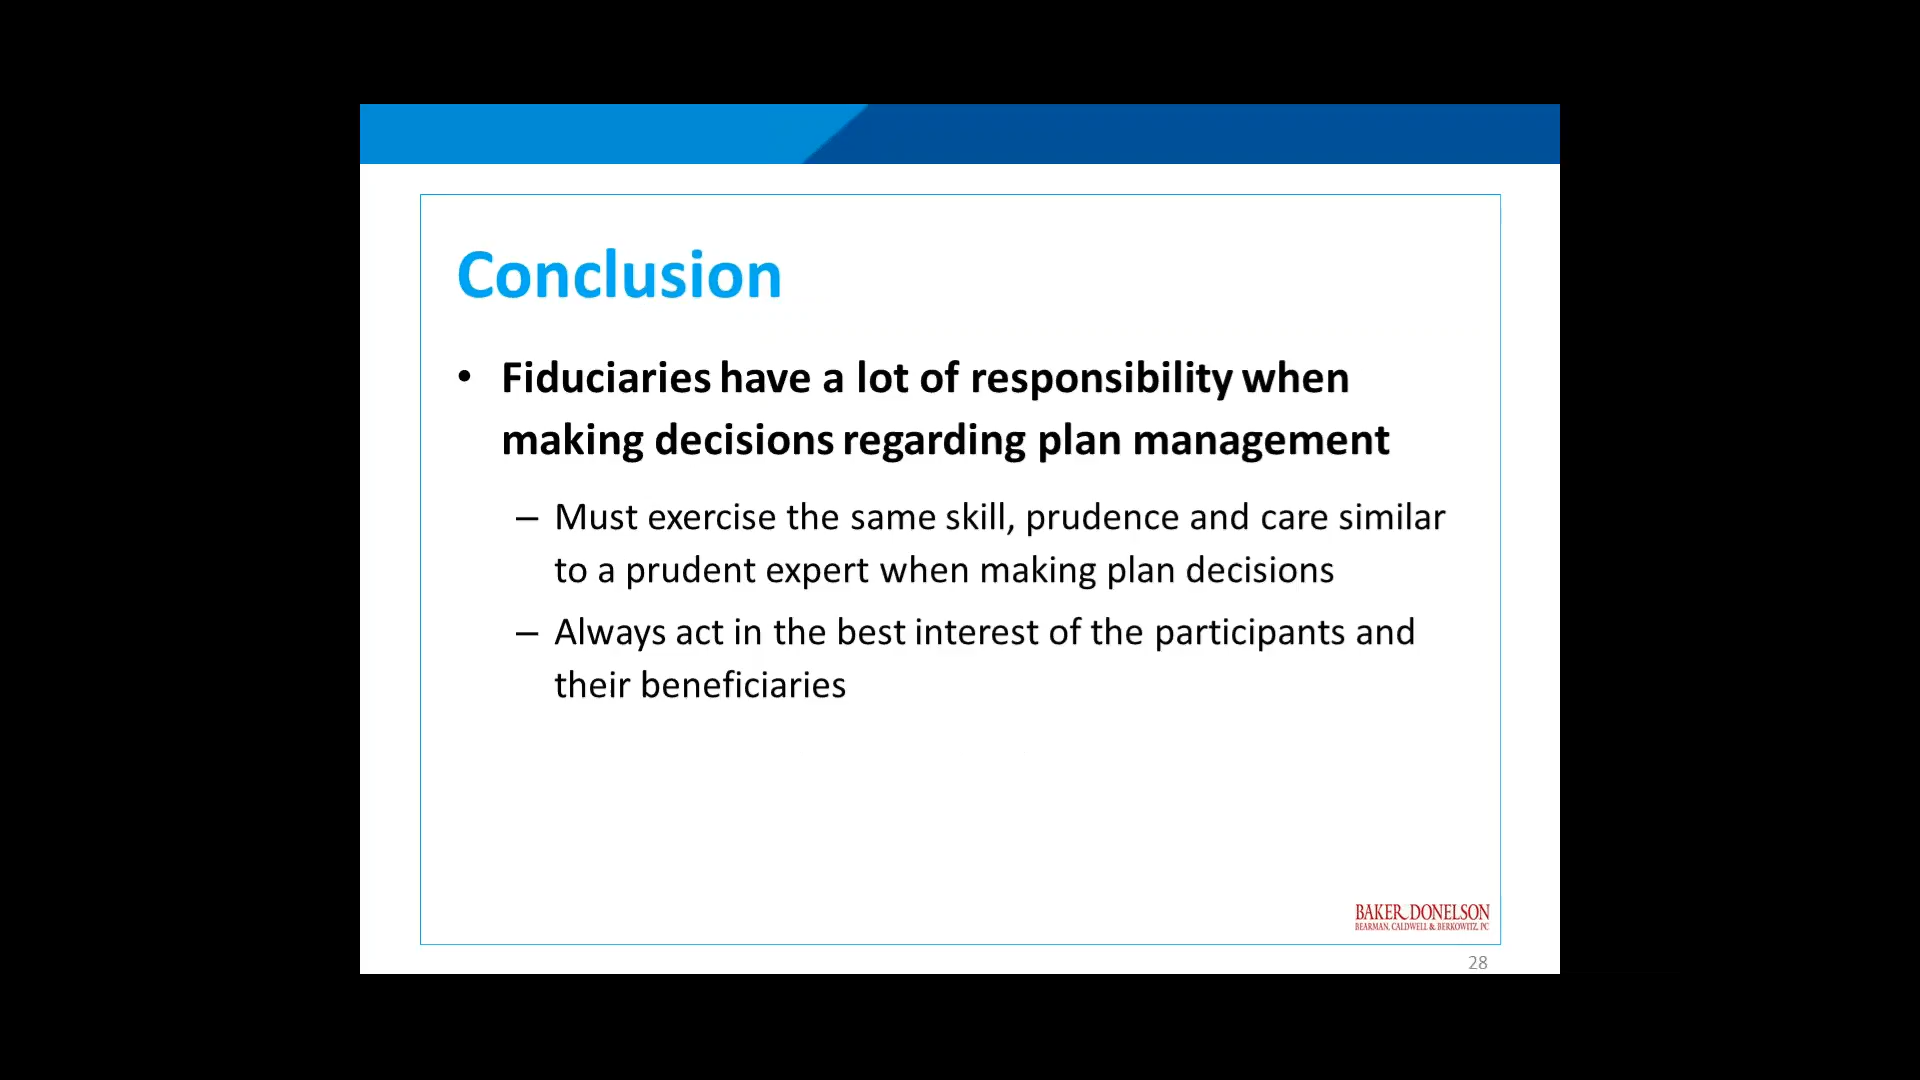 Conclusion
• Fiduciaries have a lot of responsibility when
making decisions regarding plan management
– Must exercise the same skill, prudence and care similar
to a prudent expert when making plan decisions
– Always act in the best interest of the participants and
their beneficiaries
BAKER DONELSON
BEARMAN, CALDWELL & BERKOWITZ, PC
28